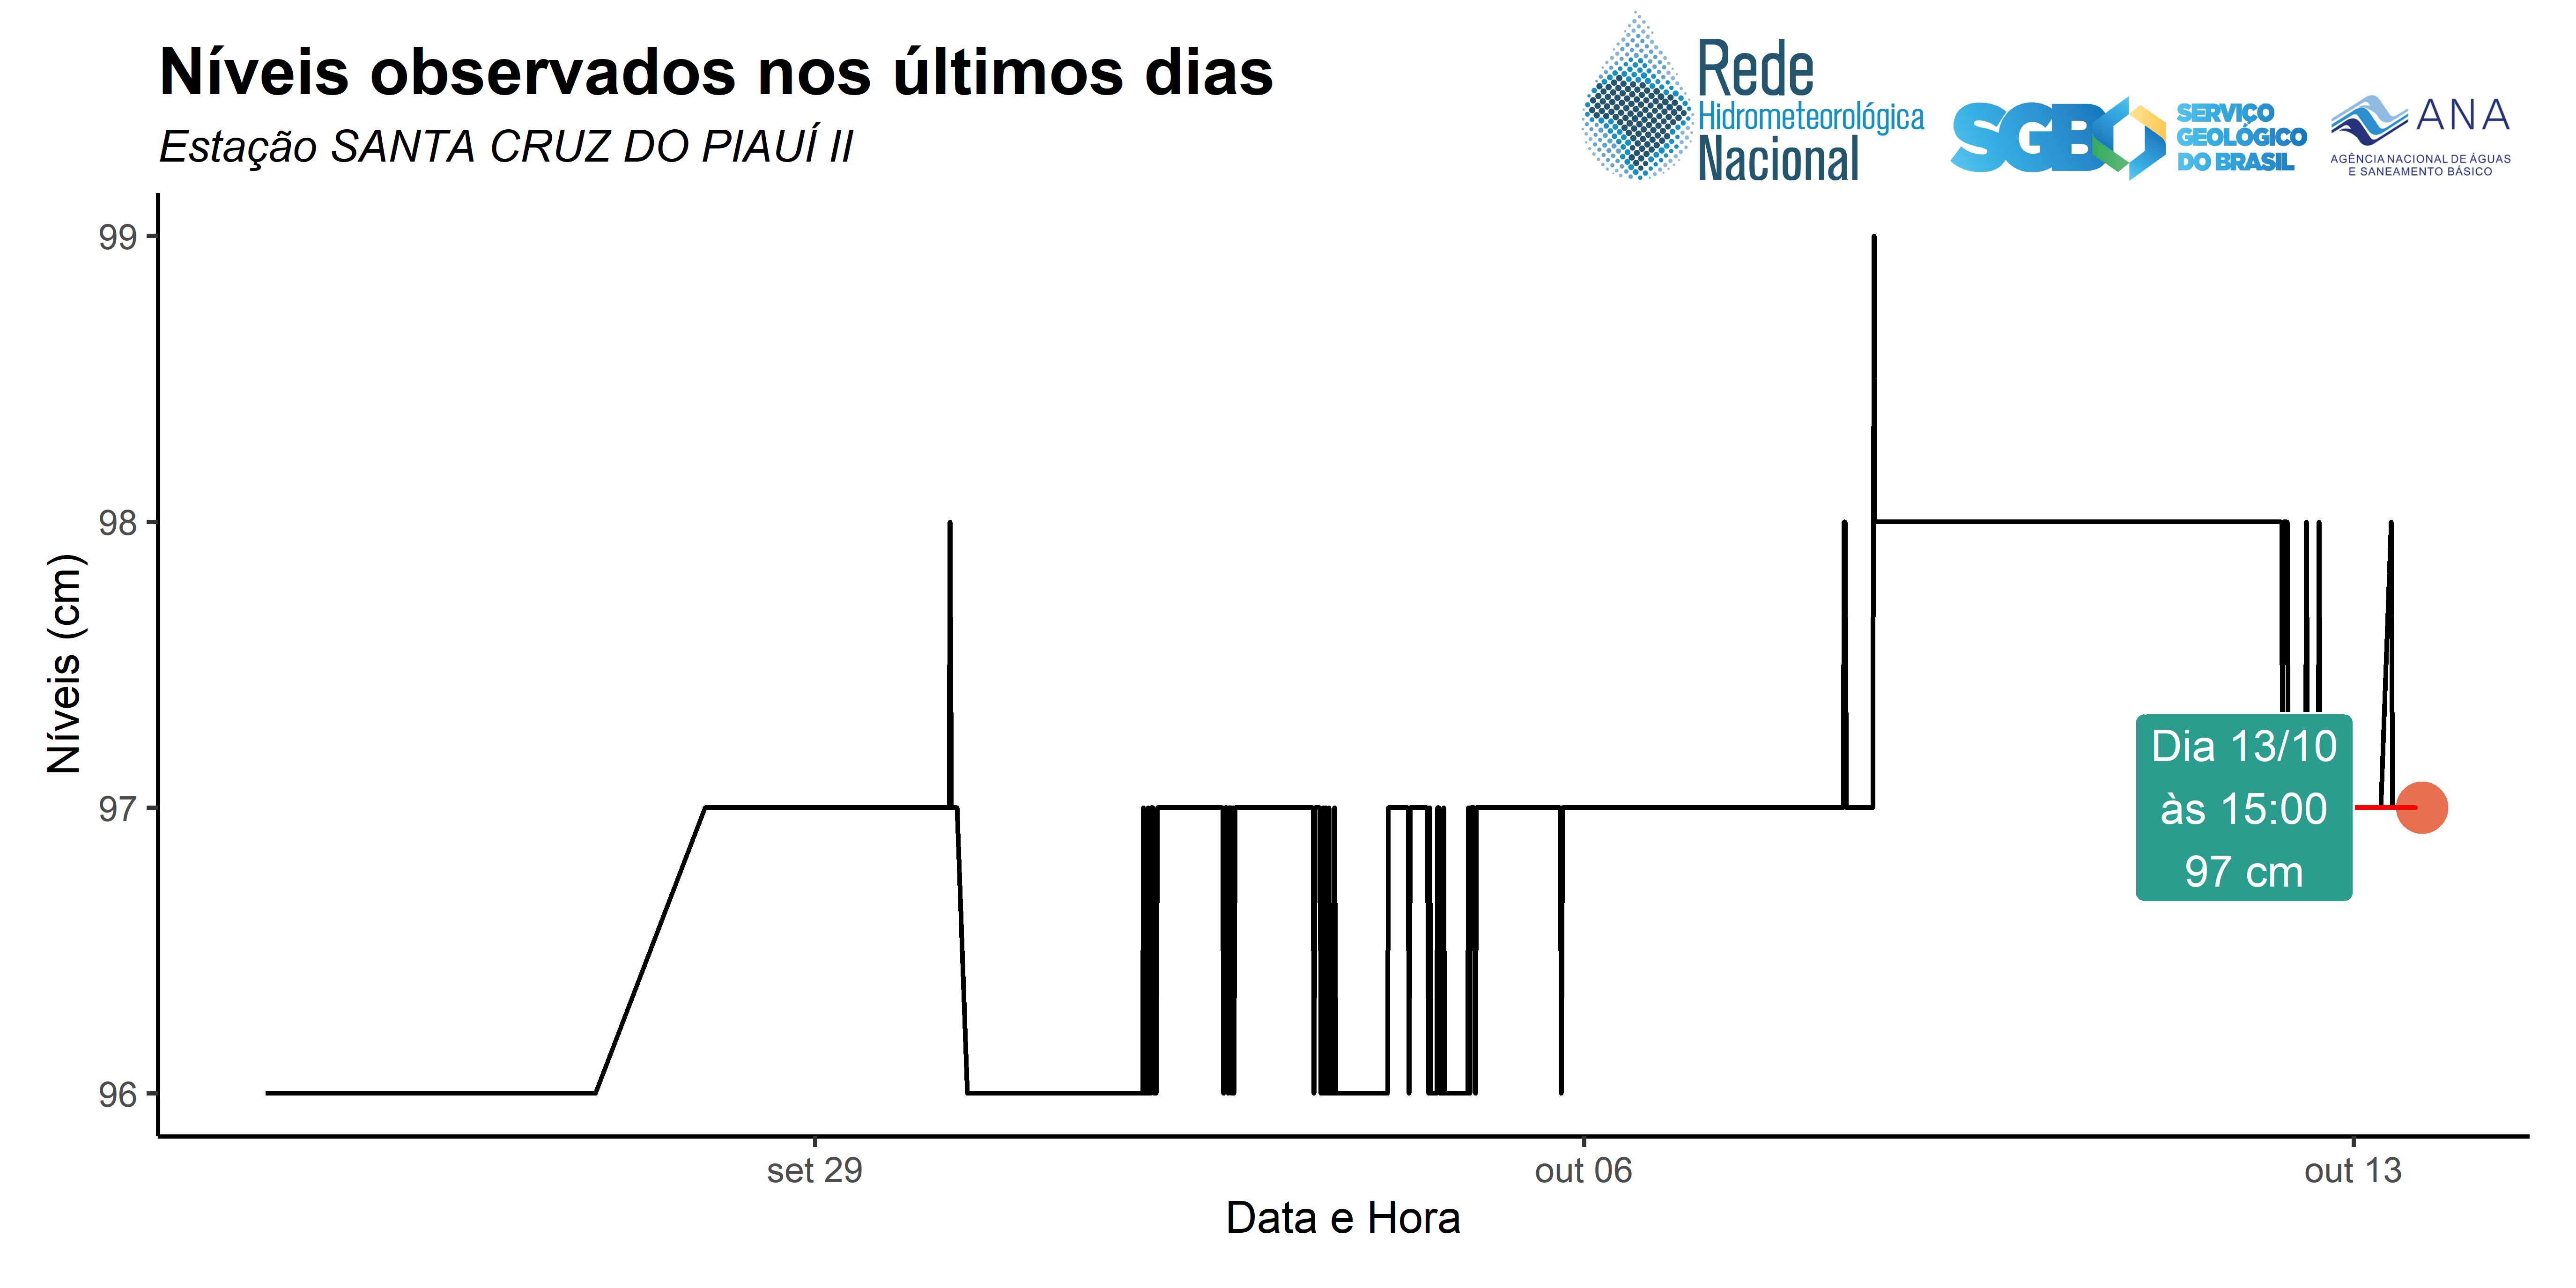 Níveis observados nos últimos dias
Estação SANTA CRUZ DO PIAUÍ II
Rede
Hidrometeorológica
Nacional
SGB
SERVIÇO
GEOLÓGICO
DO BRASIL
ANA
AGÊNCIA NACIONAL DE ÁGUAS
E SANEAMENTO BÁSICO
Níveis (cm)
99
98
97
96
Dia 13/10
às 15:00
97 cm
set 29
out 06
out 13
Data e Hora